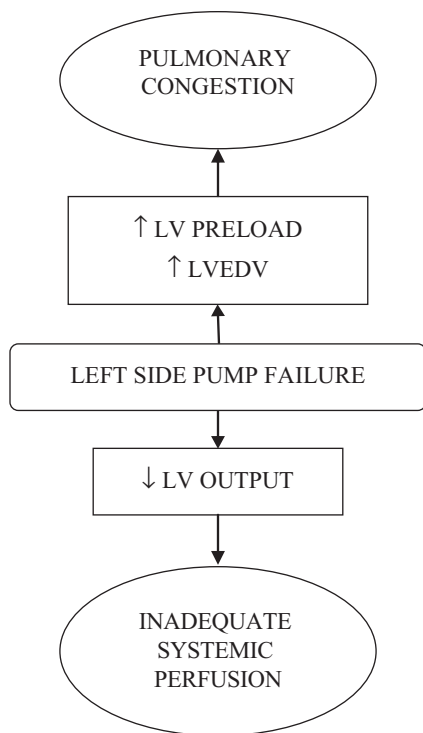 PULMONARY
CONGESTION
↑ LV PRELOAD
↑ LVEDV
LEFT SIDE PUMP FAILURE
↓ LV OUTPUT
INADEQUATE
SYSTEMIC
PERFUSION